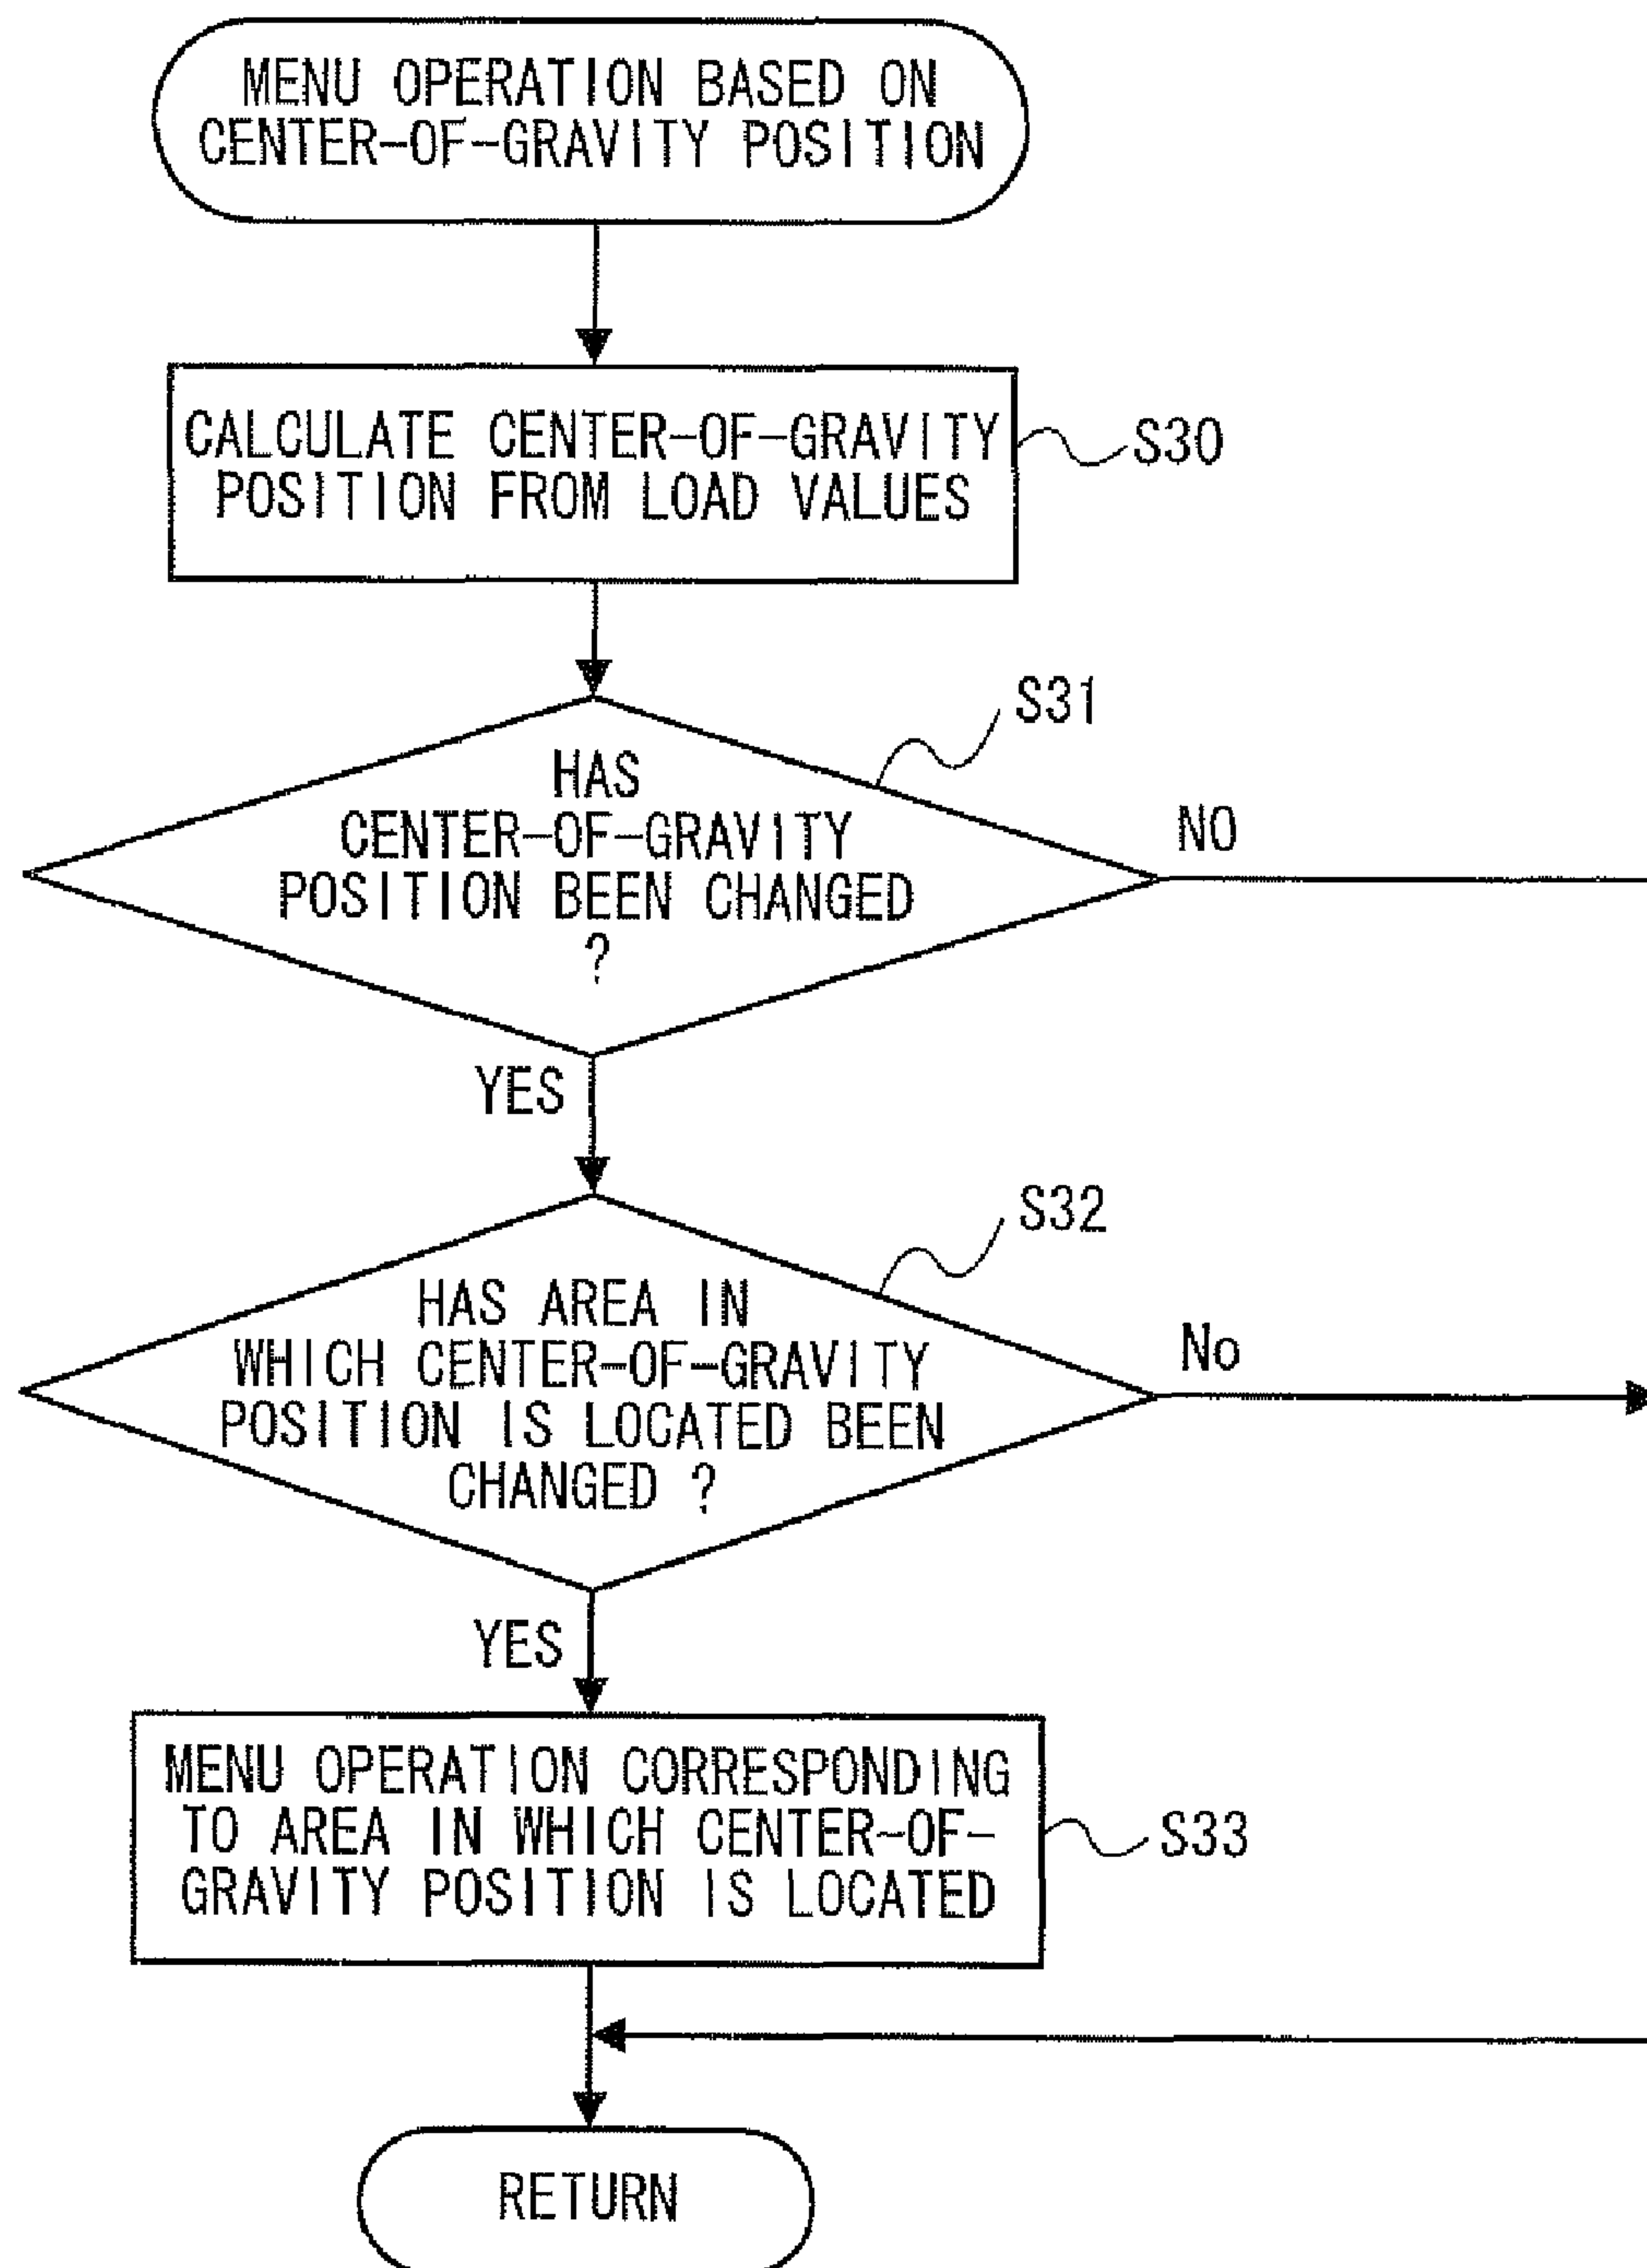 MENU OPERATION BASED ON
CENTER-OF-GRAVITY POSITION
CALCULATE CENTER-OF-GRAVITY
POSITION FROM LOAD VALUES
S30
S31
HAS
CENTER-OF-GRAVITY
POSITION BEEN CHANGED
?
NO
YES
S32
HAS AREA IN
WHICH CENTER-OF-GRAVITY
POSITION IS LOCATED BEEN
CHANGED ?
No
YES
MENU OPERATION CORRESPONDING
TO AREA IN WHICH CENTER-OF-
GRAVITY POSITION IS LOCATED
S33
RETURN